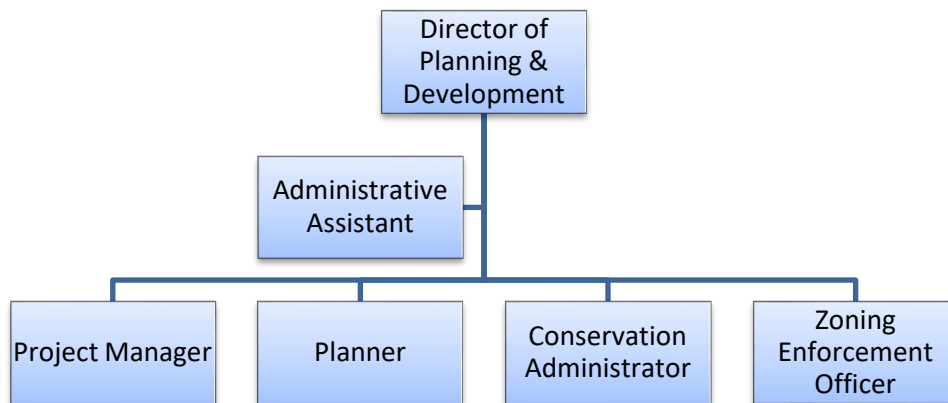 Director of
Planning &
Development
Administrative
Assistant
Project Manager
Planner
Conservation
Administrator
Zoning
Enforcement
Officer